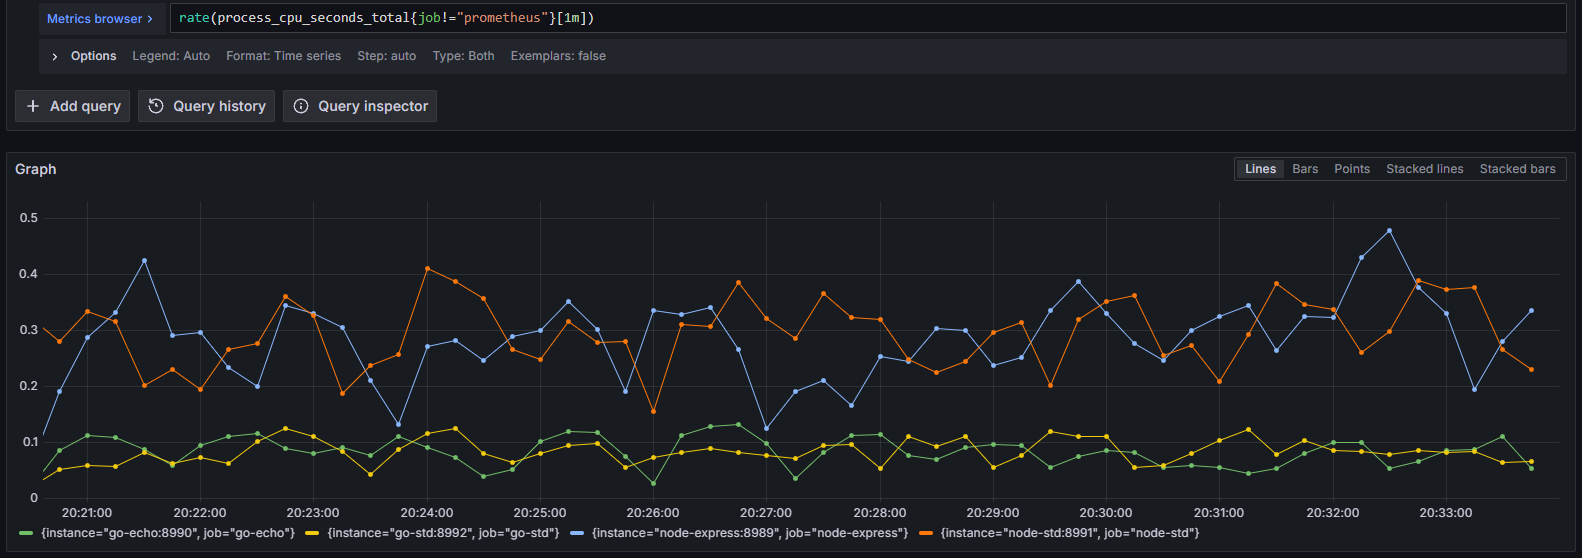 Metrics browser > rate(process_cpu_seconds_total{job!="prometheus"}[1m])
> Options Legend: Auto Format: Time series Step: auto Type: Both Exemplars: false
+ Add query Query history Query inspector
Graph Lines Bars Points Stacked lines Stacked bars
0.5
0.4
0.3
0.2
0.1
0
20:21:00 20:22:00 20:23:00 20:24:00 20:25:00 20:26:00 20:27:00 20:28:00 20:29:00 20:30:00 20:31:00 20:32:00 20:33:00
{instance="go-echo:8990", job="go-echo"} {instance="go-std:8992", job="go-std"} {instance="node-express:8989", job="node-express"} {instance="node-std:8991", job="node-std"}